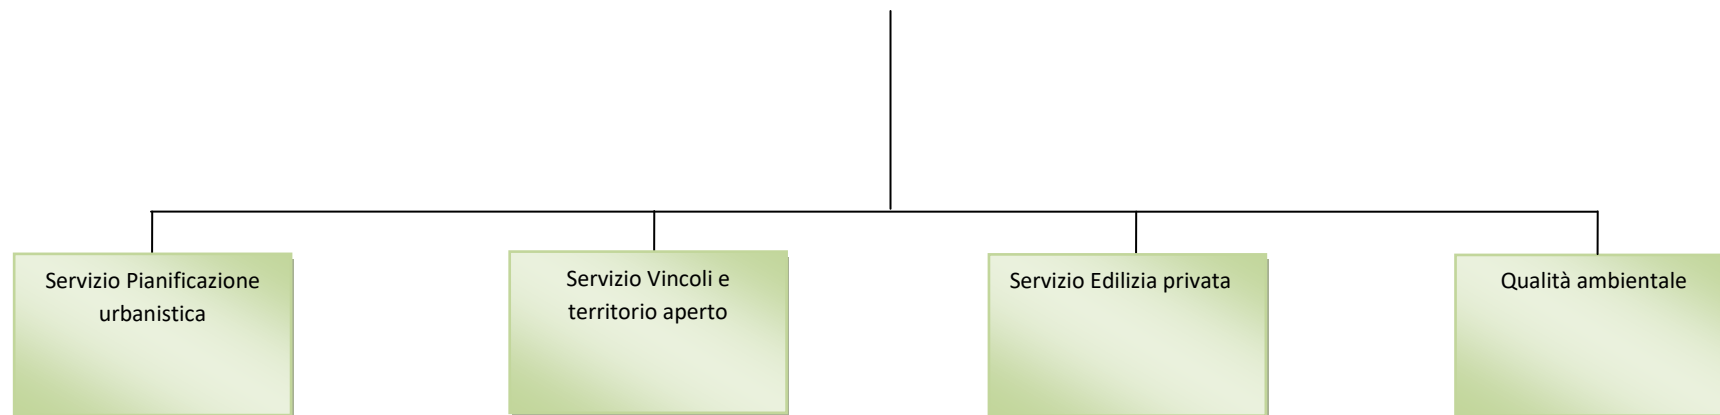 Servizio Pianificazione
urbanistica
Servizio Vincoli e
territorio aperto
Servizio Edilizia privata
Qualità ambientale